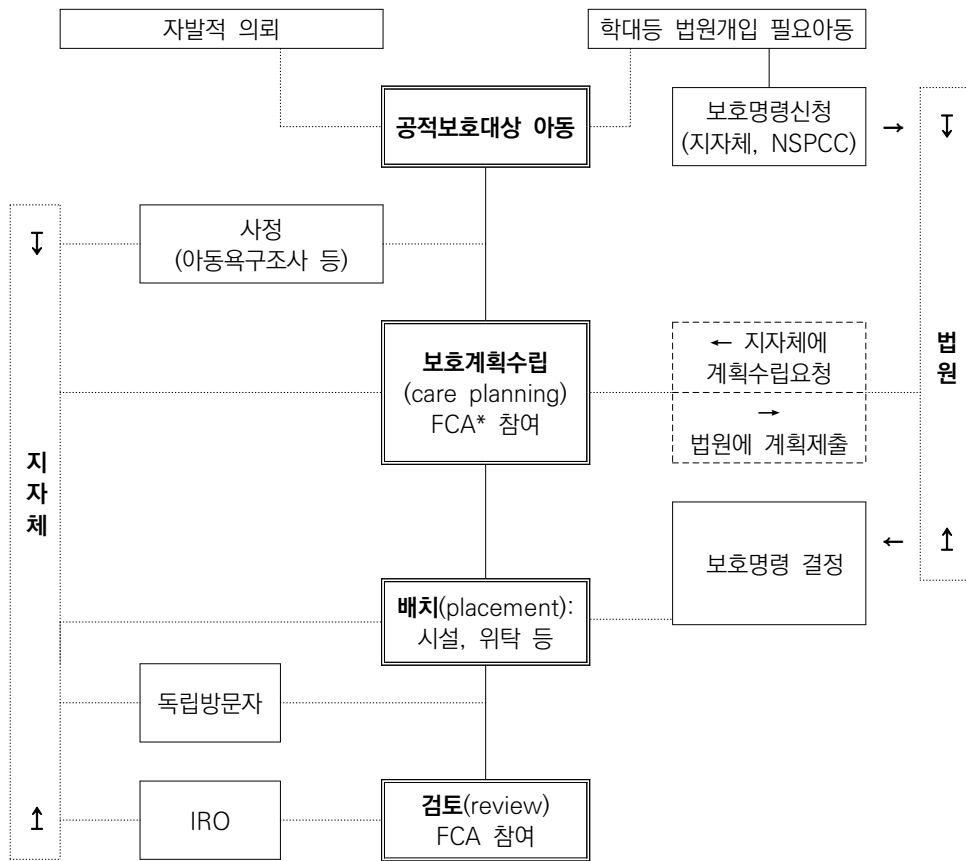 자발적 의뢰
학대등 법원개입 필요아동
공적보호대상 아동
보호명령신청
(지자체, NSPCC)
→
↧
↧
사정
(아동욕구조사 등)
보호계획수립
(care planning)
FCA* 참여
← 지자체에
계획수립요청
→
법원에 계획제출
법
원
지
자
체
보호명령 결정
←
↥
배치(placement):
시설, 위탁 등
독립방문자
검토(review)
FCA 참여
IRO
↥